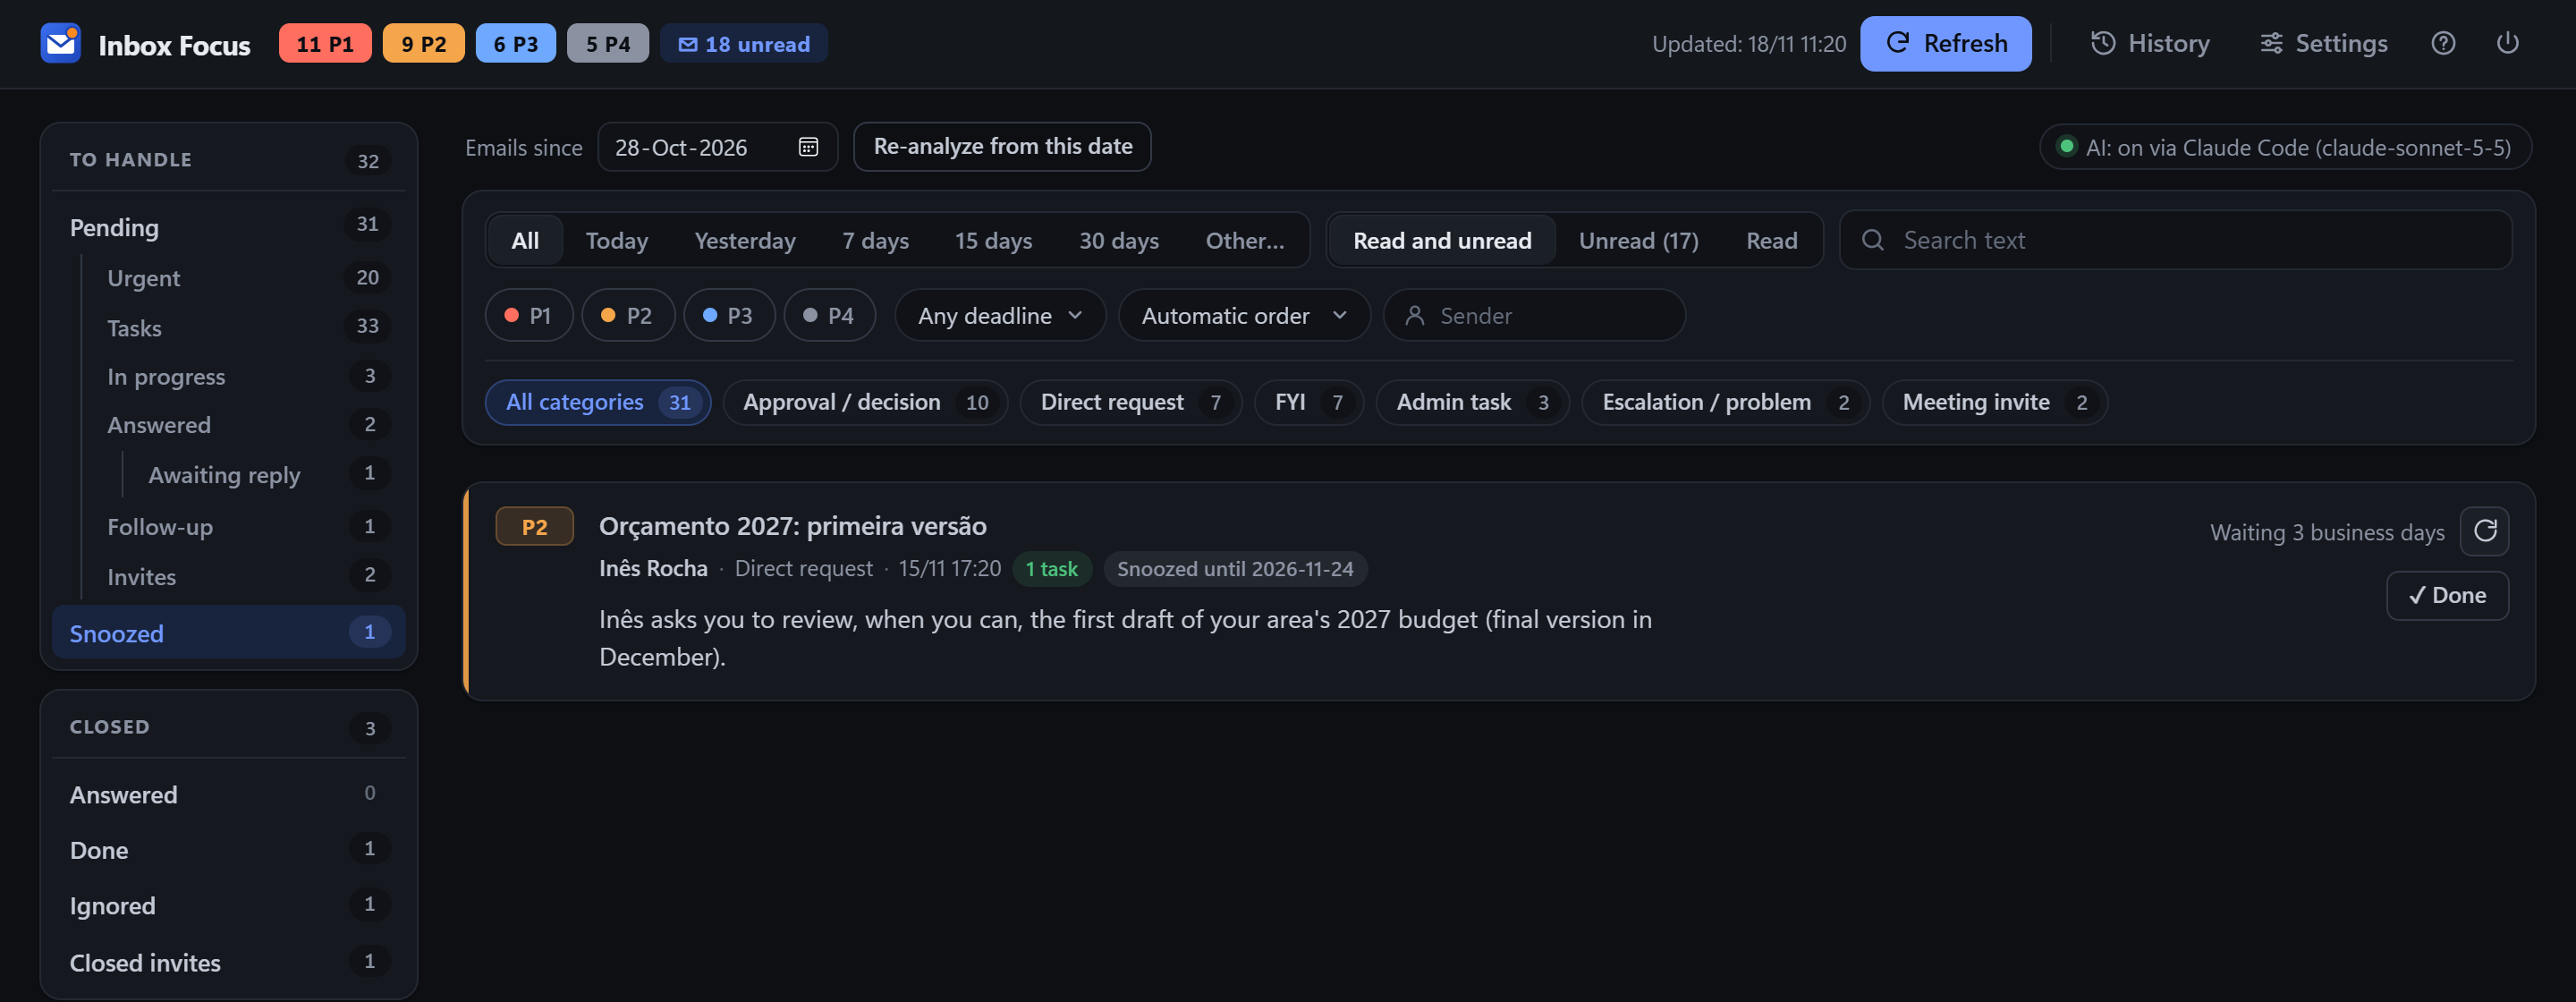 Inbox Focus 11 P1 9 P2 6 P3 5 P4 18 unread Updated: 18/11 11:20 Refresh History Settings
TO HANDLE 32
Pending 31
Urgent 20
Tasks 33
In progress 3
Answered 2
Awaiting reply 1
Follow-up 1
Invites 2
Snoozed 1
CLOSED 3
Answered 0
Done 1
Ignored 1
Closed invites 1
Emails since 28-Oct-2026 Re-analyze from this date AI: on via Claude Code (claude-sonnet-5-5)
All Today Yesterday 7 days 15 days 30 days Other... Read and unread Unread (17) Read Search text
P1 P2 P3 P4 Any deadline Automatic order Sender
All categories 31 Approval / decision 10 Direct request 7 FYI 7 Admin task 3 Escalation / problem 2 Meeting invite 2
P2 Orçamento 2027: primeira versão Waiting 3 business days
Inês Rocha · Direct request · 15/11 17:20 1 task Snoozed until 2026-11-24
✓ Done
Inês asks you to review, when you can, the first draft of your area's 2027 budget (final version in
December).